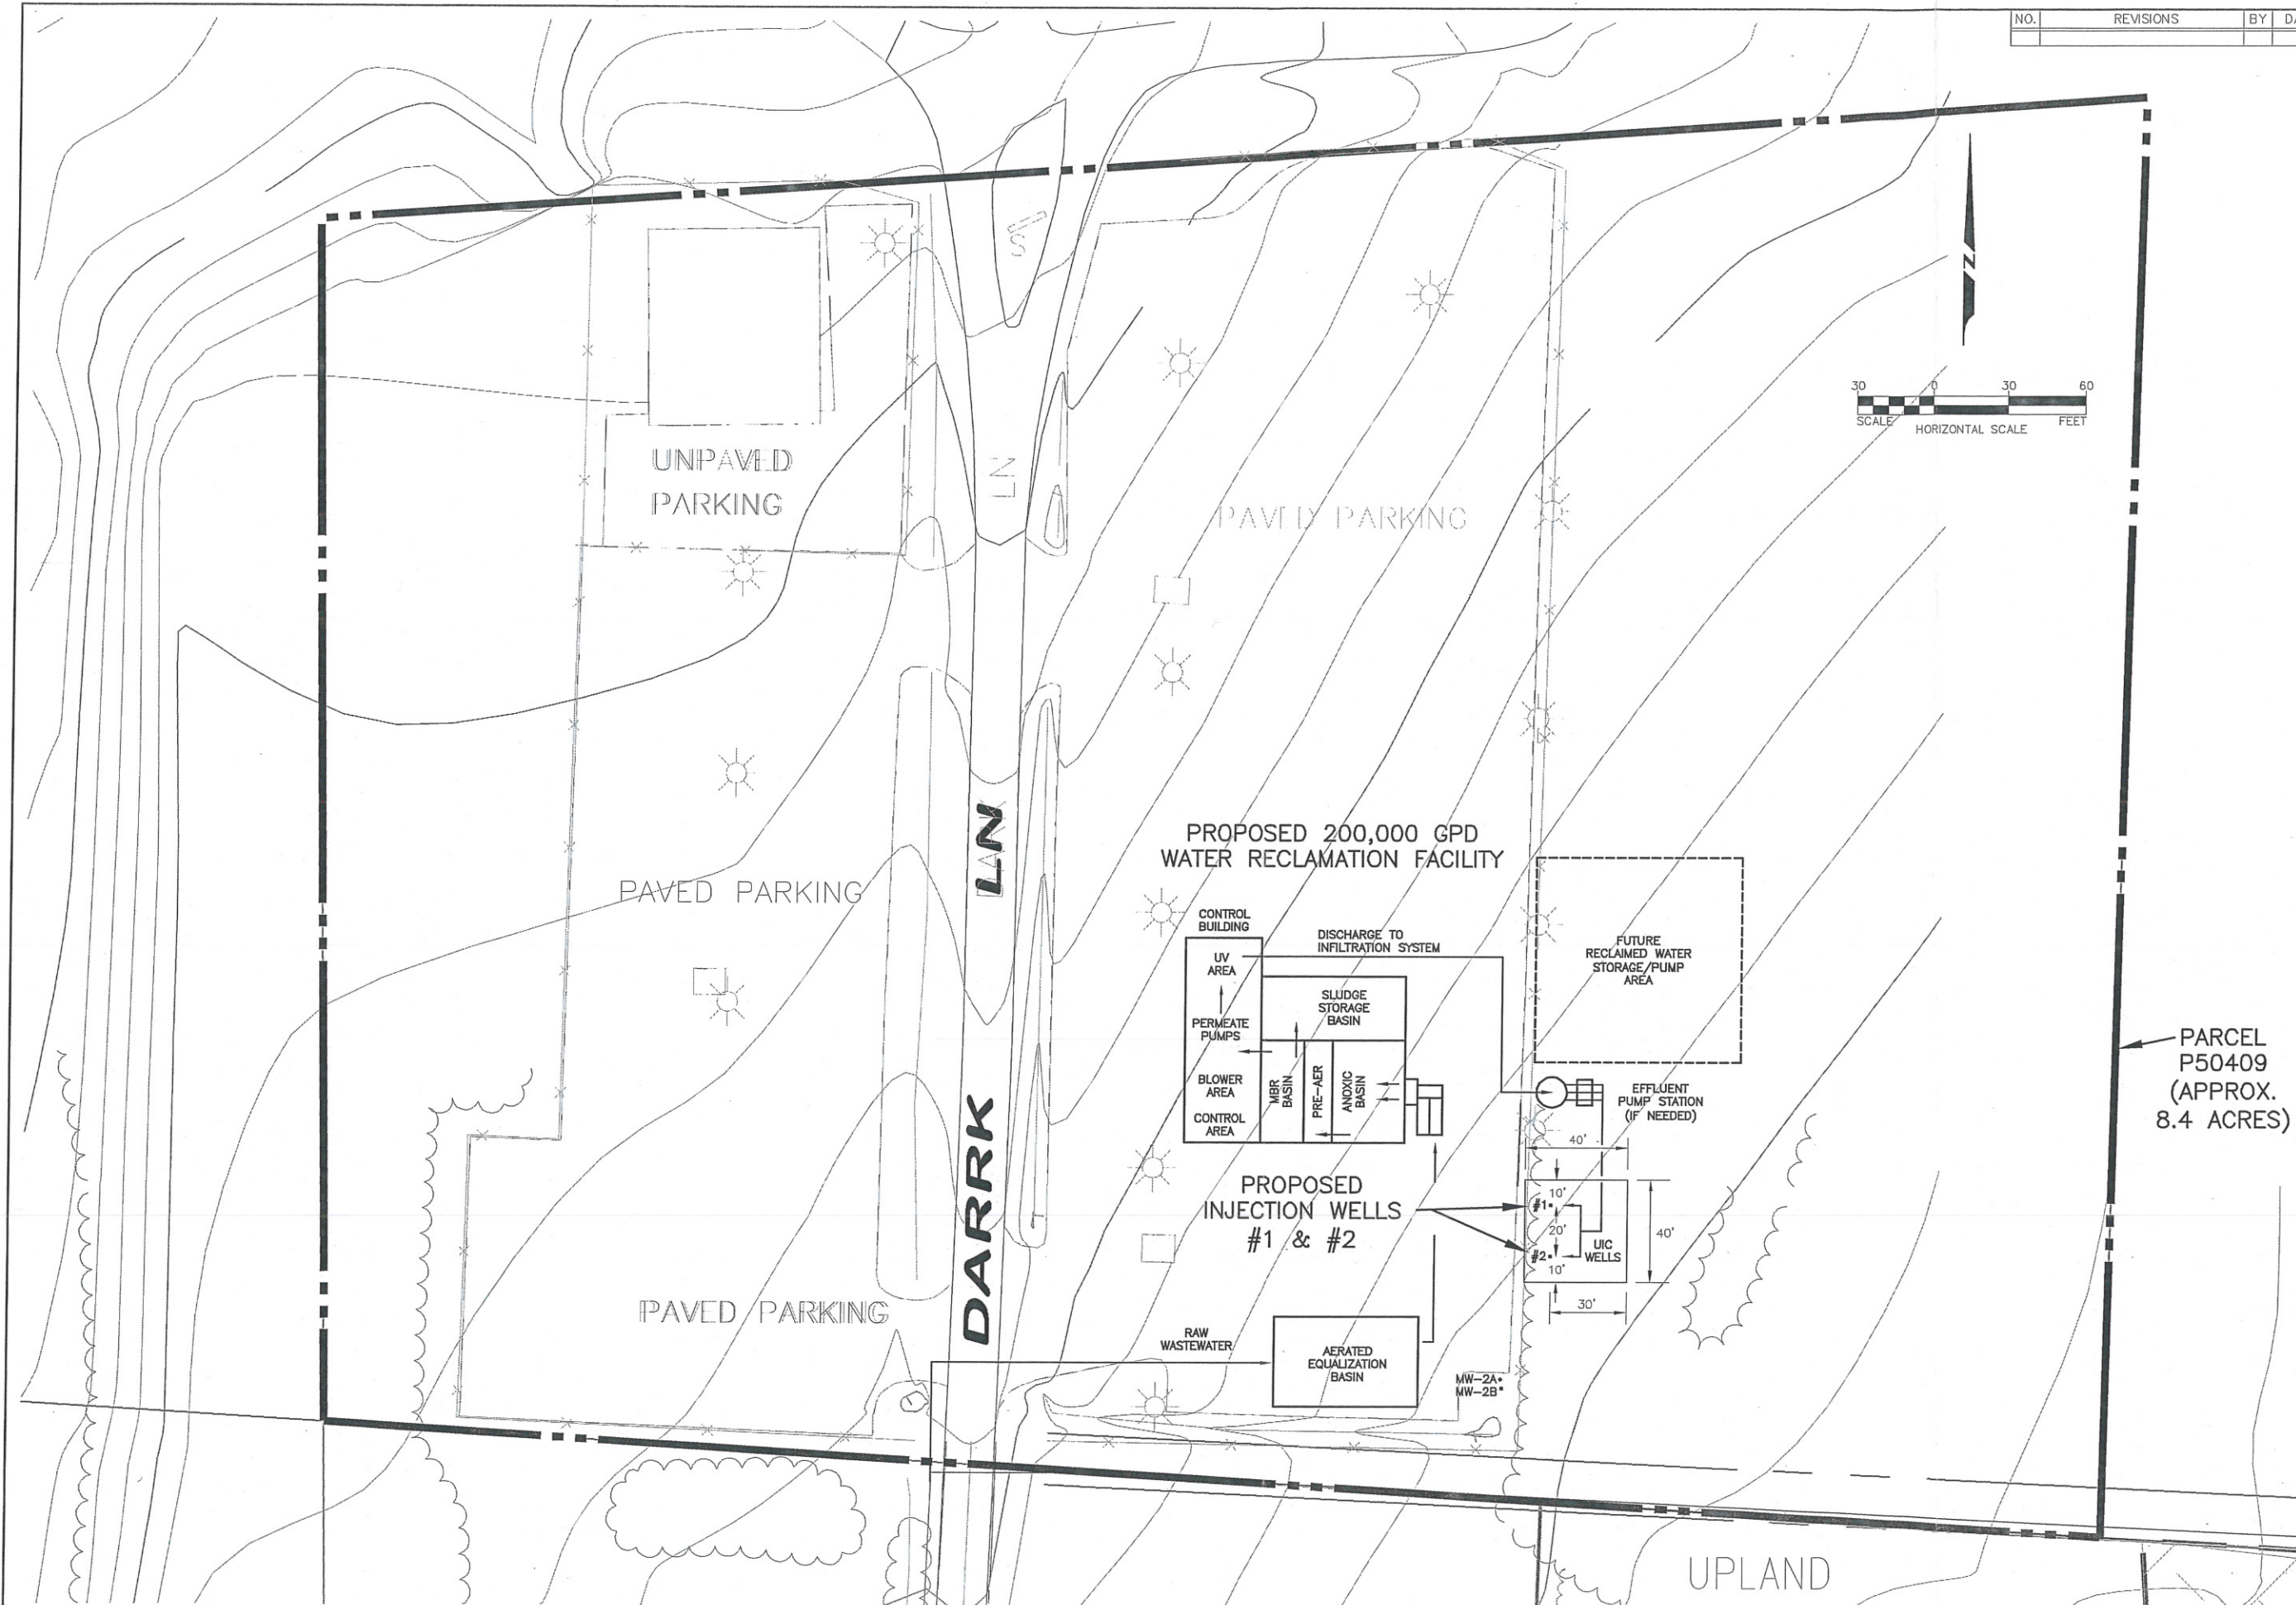 NO. REVISIONS BY
N
30 0 30 60
SCALE HORIZONTAL SCALE FEET
UNPAVED
PARKING
LN
PAVED PARKING
PROPOSED 200,000 GPD
WATER RECLAMATION FACILITY
LN
PAVED PARKING
CONTROL
BUILDING
UV
AREA
PERMEATE
PUMPS
BLOWER
AREA
CONTROL
AREA
DISCHARGE TO
INFILTRATION SYSTEM
SLUDGE
STORAGE
BASIN
MBR
BASIN
PRE-AER
ANOXIC
BASIN
FUTURE
RECLAIMED WATER
STORAGE/PUMP
AREA
EFFLUENT
PUMP STATION
(IF NEEDED)
PARCEL
P50409
(APPROX.
8.4 ACRES)
DARRK
PROPOSED
INJECTION WELLS
#1 & #2
40'
10'
#1
20'
#2
10'
UIC
WELLS
40'
30'
PAVED PARKING
RAW
WASTEWATER
AERATED
EQUALIZATION
BASIN
MW-2A
MW-2B
UPLAND